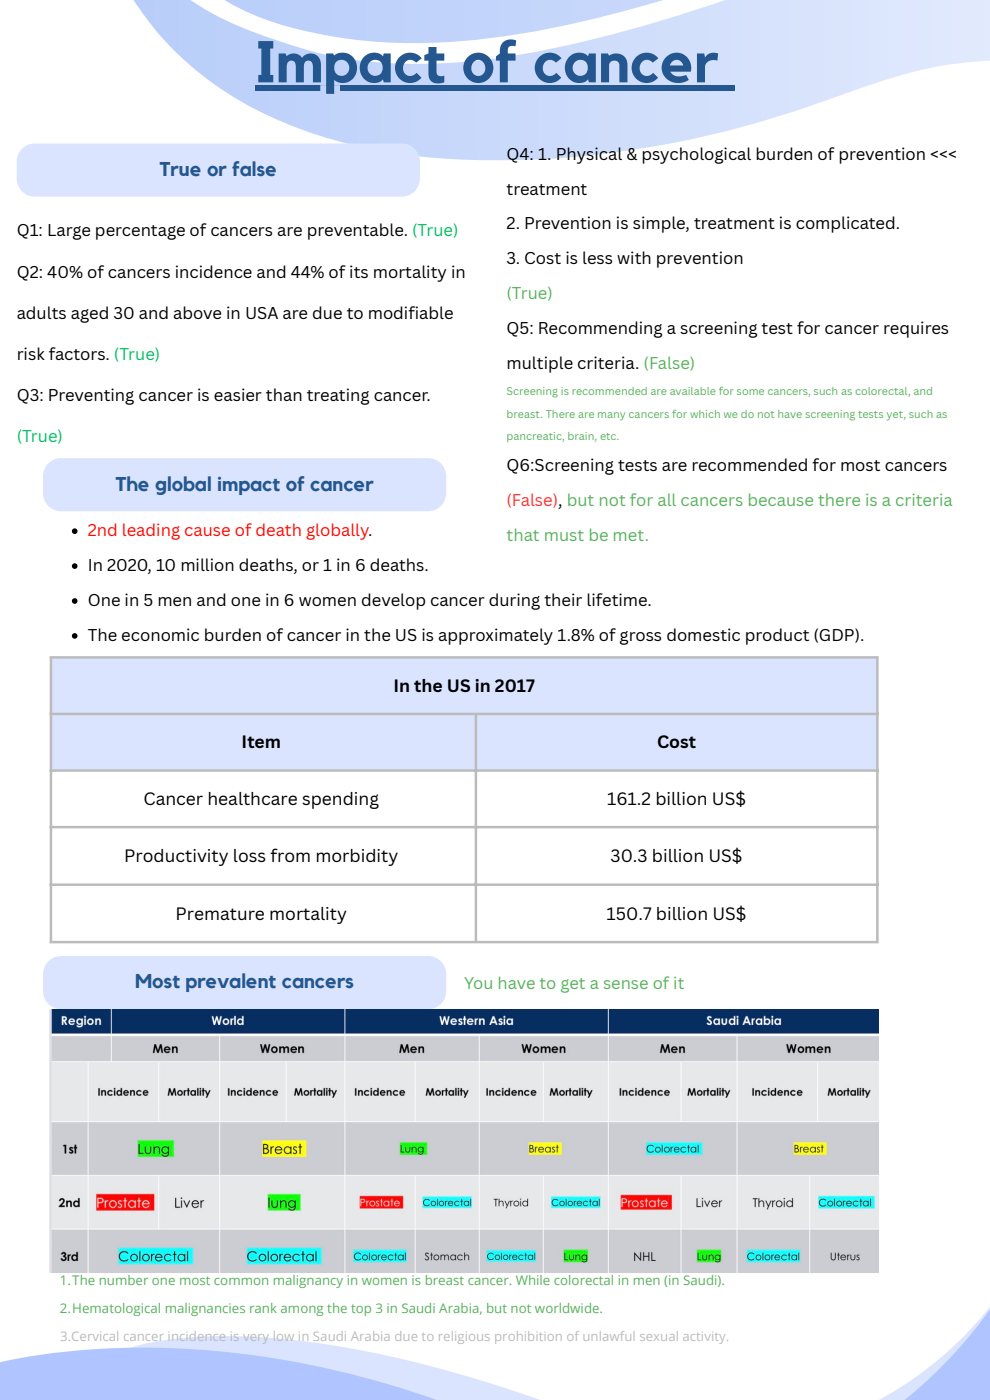 Impact of cancer
True or false
Q1: Large percentage of cancers are preventable. (True)
Q2: 40% of cancers incidence and 44% of its mortality in
adults aged 30 and above in USA are due to modifiable
risk factors. (True)
Q3: Preventing cancer is easier than treating cancer.
(True)
Q4: 1. Physical & psychological burden of prevention <<<
treatment
2. Prevention is simple, treatment is complicated.
3. Cost is less with prevention
(True)
Q5: Recommending a screening test for cancer requires
multiple criteria. (False)
Screening is recommended are available for some cancers, such as colorectal, and
breast. There are many cancers for which we do not have screening tests yet, such as
pancreatic, brain, etc.
Q6:Screening tests are recommended for most cancers
(False), but not for all cancers because there is a criteria
that must be met.
The global impact of cancer
• 2nd leading cause of death globally.
• In 2020, 10 million deaths, or 1 in 6 deaths.
• One in 5 men and one in 6 women develop cancer during their lifetime.
• The economic burden of cancer in the US is approximately 1.8% of gross domestic product (GDP).
In the US in 2017
Item Cost
Cancer healthcare spending 161.2 billion US$
Productivity loss from morbidity 30.3 billion US$
Premature mortality 150.7 billion US$
Most prevalent cancers
You have to get a sense of it
Region World Western Asia Saudi Arabia
Men Women Men Women Men Women
Incidence Mortality Incidence Mortality Incidence Mortality Incidence Mortality Incidence Mortality Incidence Mortality
1st Lung Breast Lung Breast Colorectal Breast
2nd Prostate Liver lung Prostate Colorectal Thyroid Colorectal Prostate Liver Thyroid Colorectal
3rd Colorectal Colorectal Colorectal Stomach Colorectal Lung NHL Lung Colorectal Uterus
1.The number one most common malignancy in women is breast cancer. While colorectal in men (in Saudi).
2.Hematological malignancies rank among the top 3 in Saudi Arabia, but not worldwide.
3.Cervical cancer incidence is very low in Saudi Arabia due to religious prohibition of unlawful sexual activity.